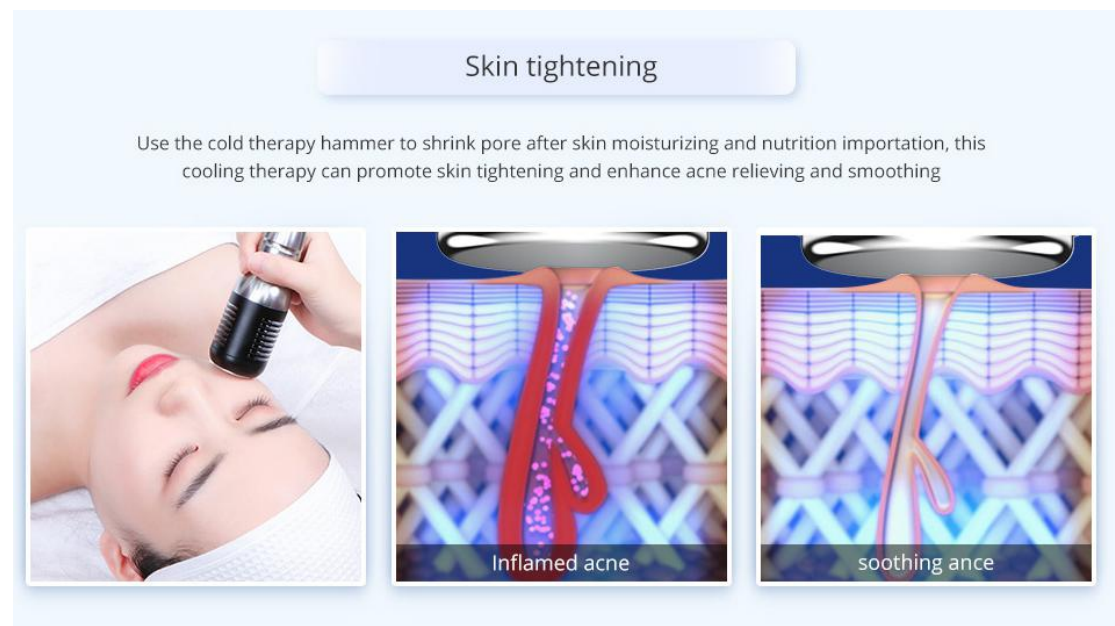 Skin tightening
Use the cold therapy hammer to shrink pore after skin moisturizing and nutrition importation, this
cooling therapy can promote skin tightening and enhance acne relieving and smoothing
Inflamed acne
soothing ance